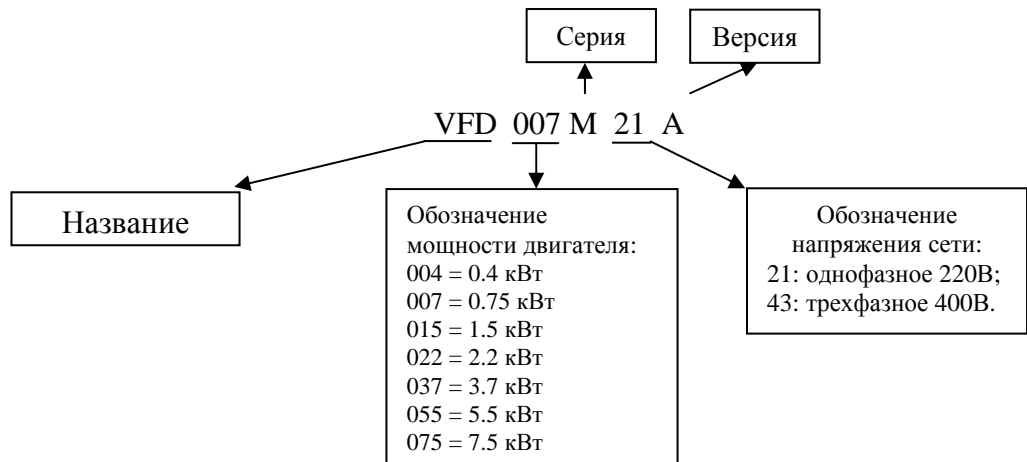 Серия
Версия
VFD 007 M 21 A
Название
Обозначение
мощности двигателя:
004 = 0.4 кВт
007 = 0.75 кВт
015 = 1.5 кВт
022 = 2.2 кВт
037 = 3.7 кВт
055 = 5.5 кВт
075 = 7.5 кВт
Обозначение
напряжения сети:
21: однофазное 220В;
43: трехфазное 400В.